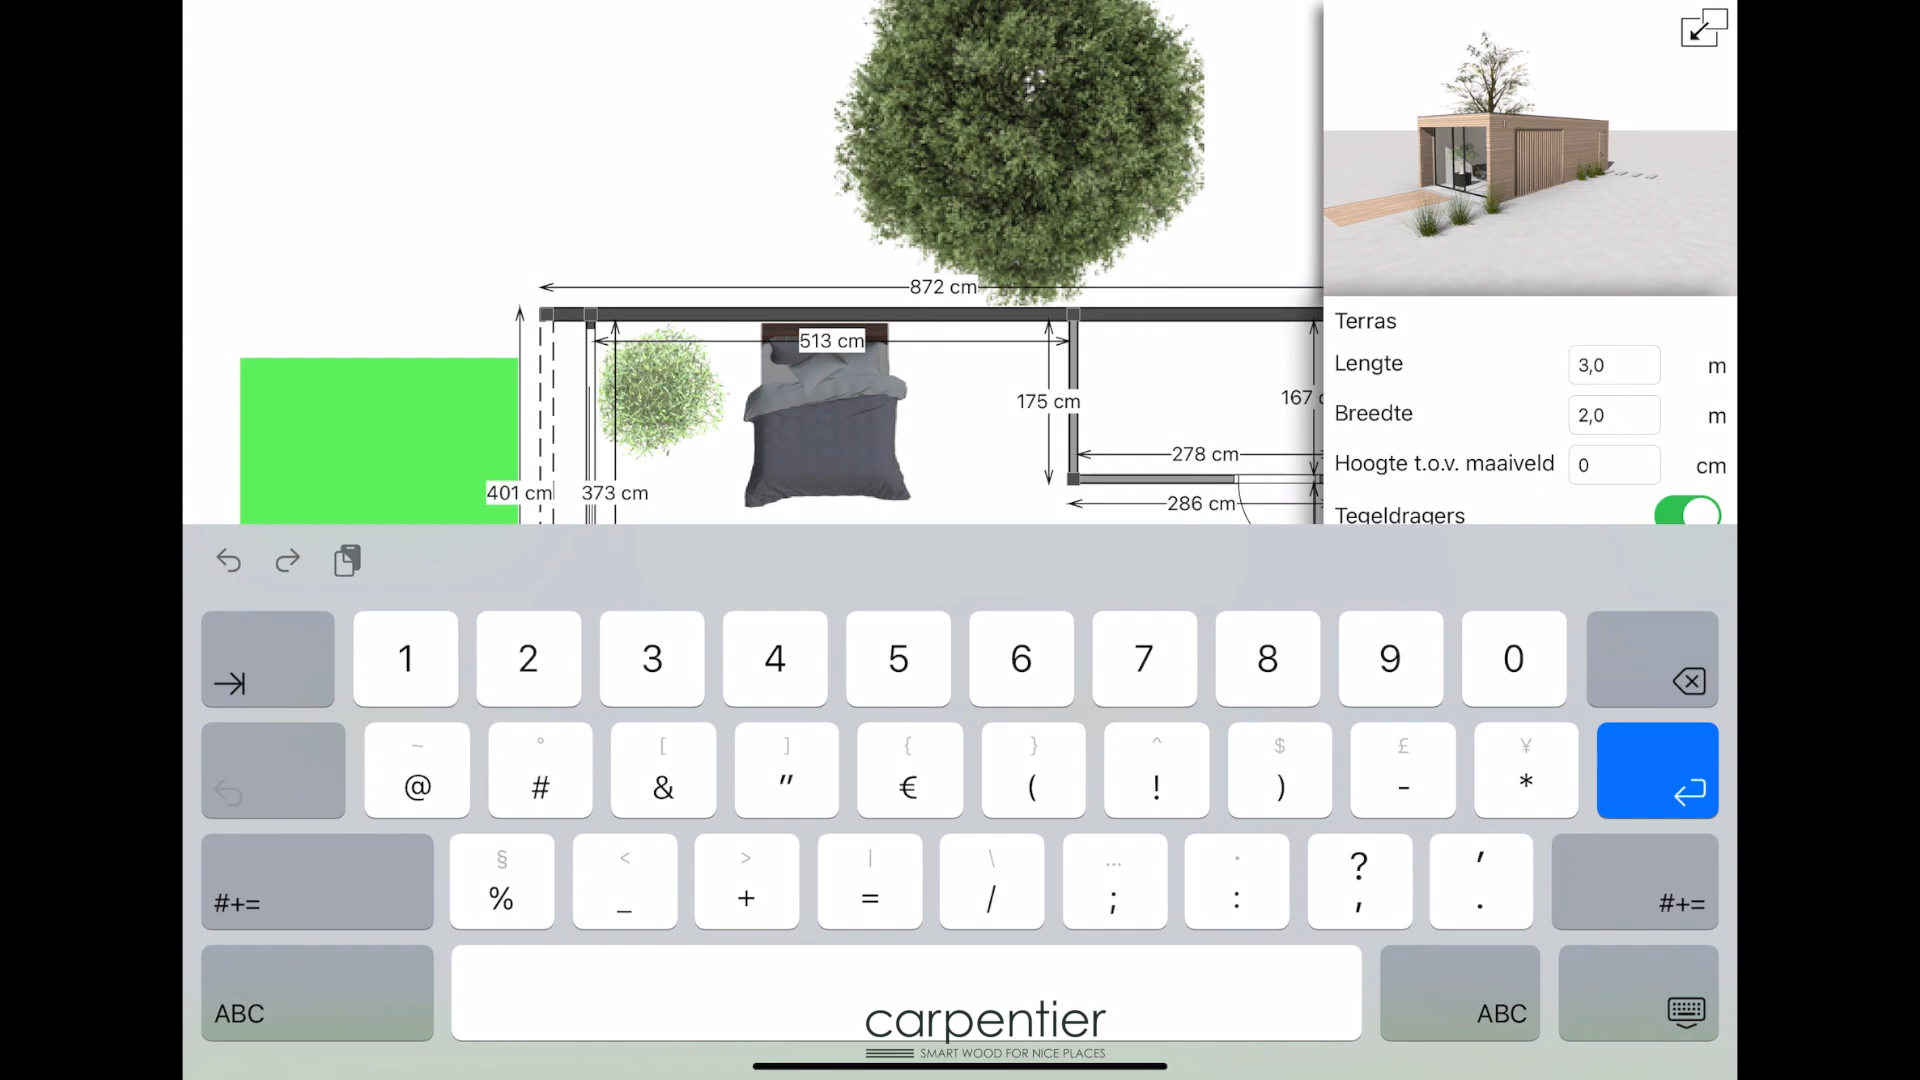 872 cm
513 cm
175 cm
167
278 cm
401 cm
373 cm
286 cm
Terras
Lengte 3,0 m
Breedte 2,0 m
Hoogte t.o.v. maaiveld 0 cm
Tegeldragers
1 2 3 4 5 6 7 8 9 0
~ ° [ ] { } ^ $ £ ¥
@ # & " € ( ! ) - *
§ < > | \ … · ? '
#+= % _ + = / ; : , . #+=
ABC ABC
carpentier
SMART WOOD FOR NICE PLACES